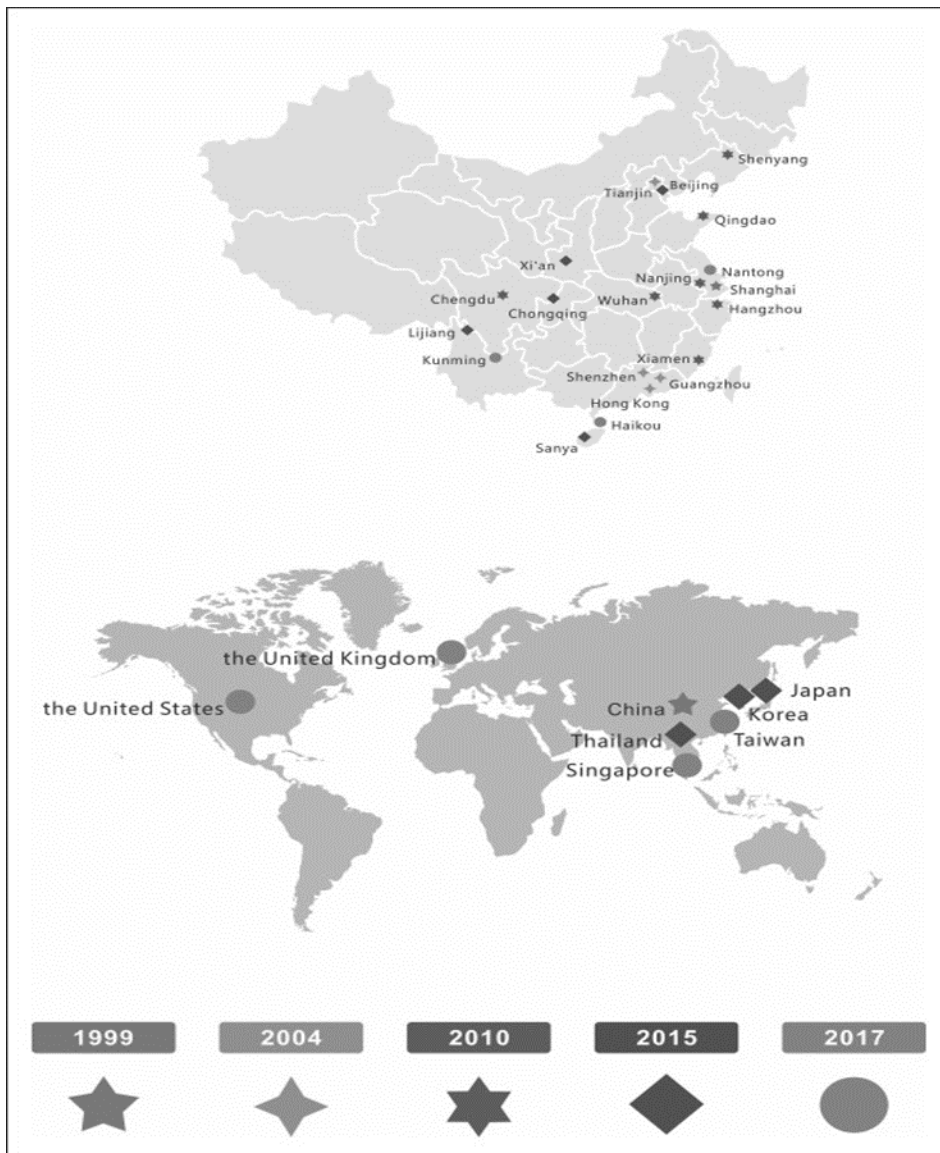 Shenyang
Beijing
Tianjin
Qingdao
Xi'an
Nanjing
Nantong
Shanghai
Hangzhou
Chengdu
Wuhan
Chongqing
Lijiang
Kunming
Xiamen
Shenzhen
Guangzhou
Hong Kong
Haikou
Sanya
the United Kingdom
the United States
China
Japan
Korea
Thailand
Taiwan
Singapore
1999 2004 2010 2015 2017